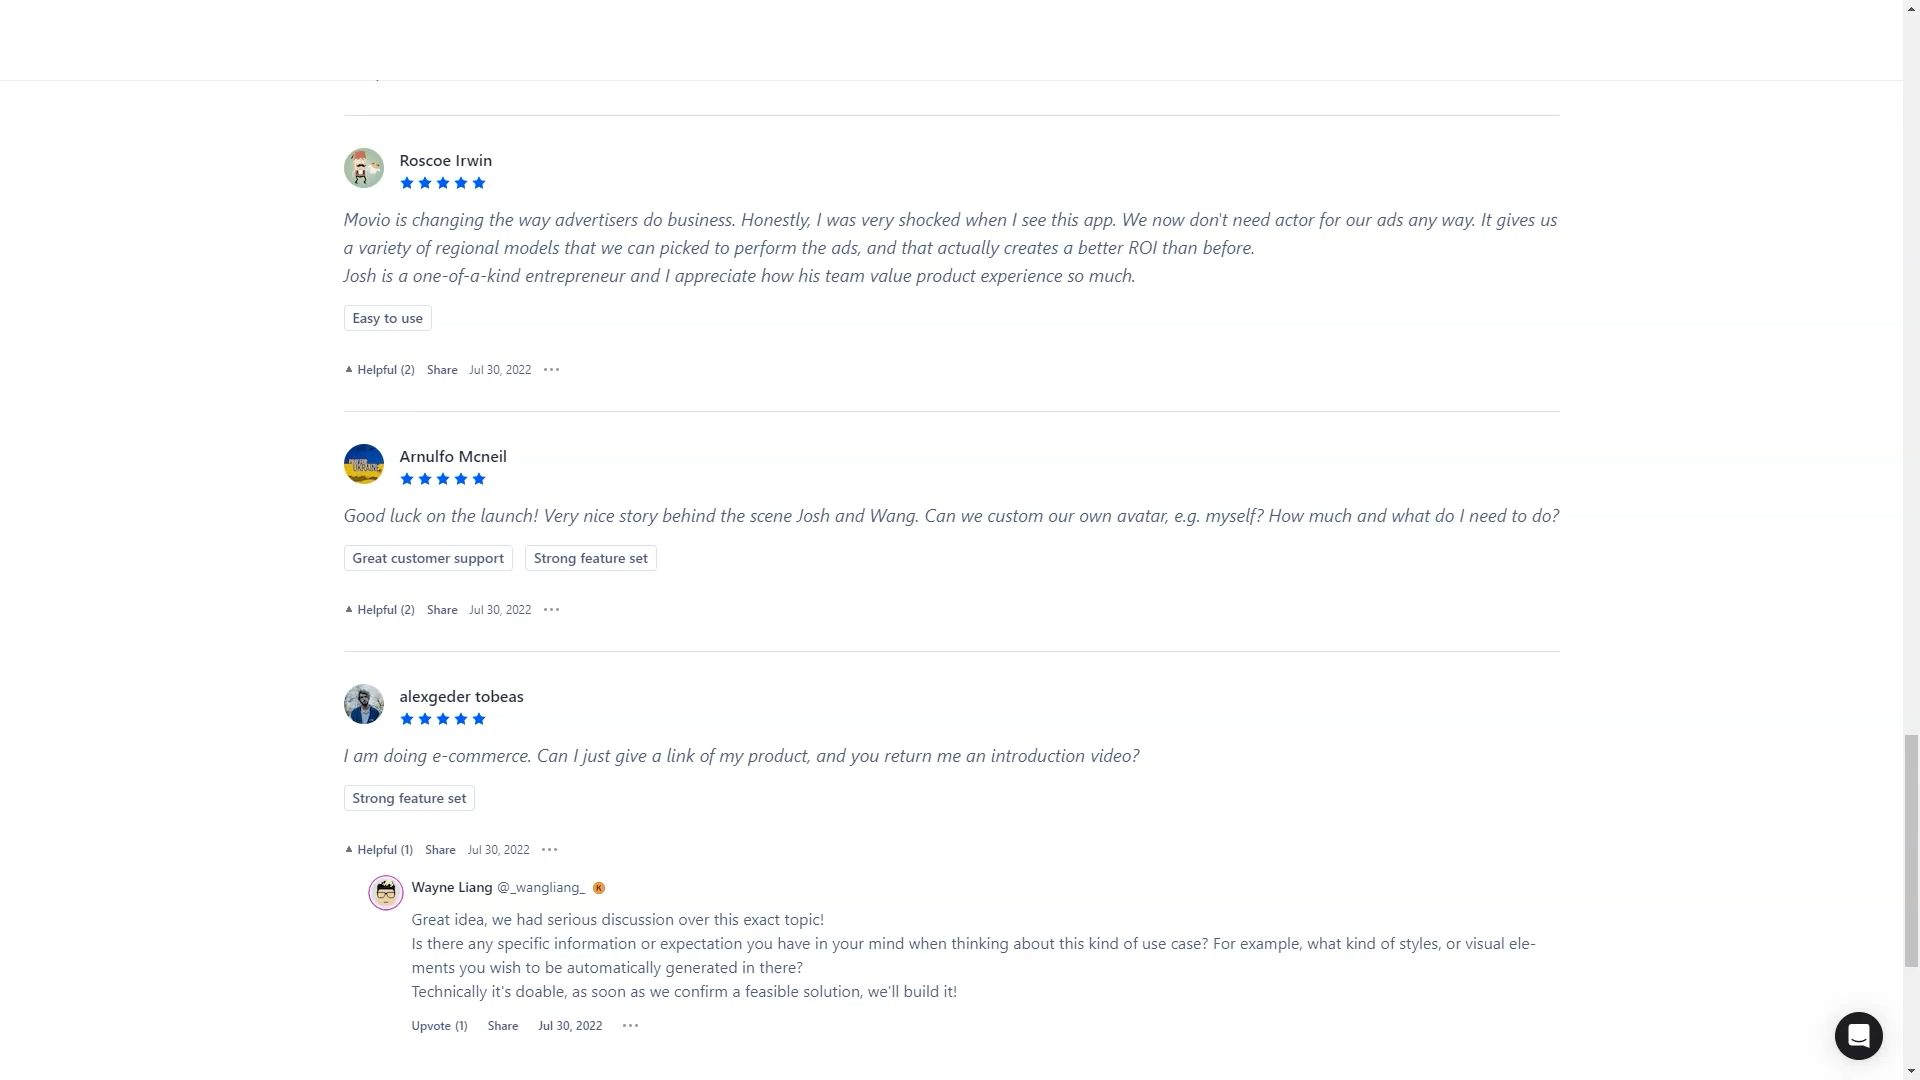 Roscoe Irwin
Movio is changing the way advertisers do business. Honestly, I was very shocked when I see this app. We now don't need actor for our ads any way. It gives us
a variety of regional models that we can picked to perform the ads, and that actually creates a better ROI than before.
Josh is a one-of-a-kind entrepreneur and I appreciate how his team value product experience so much.
Easy to use
Helpful (2) Share Jul 30, 2022
Arnulfo Mcneil
Good luck on the launch! Very nice story behind the scene Josh and Wang. Can we custom our own avatar, e.g. myself? How much and what do I need to do?
Great customer support Strong feature set
Helpful (2) Share Jul 30, 2022
alexgeder tobeas
I am doing e-commerce. Can I just give a link of my product, and you return me an introduction video?
Strong feature set
Helpful (1) Share Jul 30, 2022
Wayne Liang @_wangliang_ K
Great idea, we had serious discussion over this exact topic!
Is there any specific information or expectation you have in your mind when thinking about this kind of use case? For example, what kind of styles, or visual ele-
ments you wish to be automatically generated in there?
Technically it's doable, as soon as we confirm a feasible solution, we'll build it!
Upvote (1) Share Jul 30, 2022